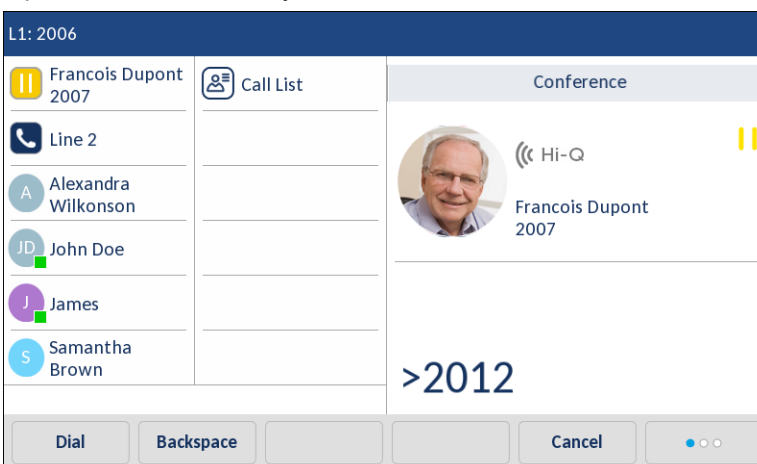 L1: 2006
Francois Dupont
2007
Line 2
A
Alexandra
Wilkonson
JD
John Doe
J
James
S
Samantha
Brown
Call List
Conference
Hi-Q
Francois Dupont
2007
>2012
Dial
Backspace
Cancel